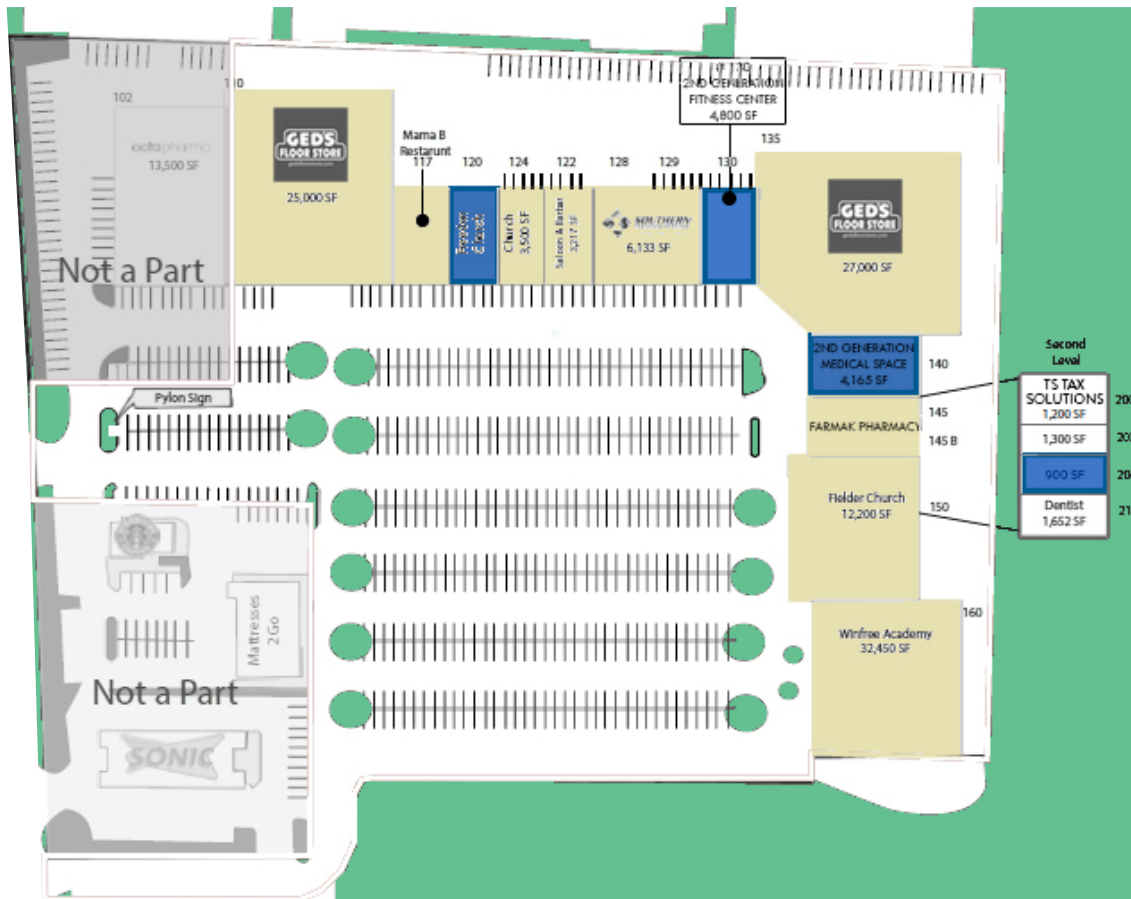 102
octapharma
13,500 SF
Not a Part
GED'S
FLOOR STORE
25,000 SF
Mama B
Restarunt
117
120
124
122
128
129
130
2ND GENERATION
FITNESS CENTER
4,800 SF
135
Church
3,500 SF
Saloon & Barber
3,217 SF
SOUTHERN
6,133 SF
GED'S
FLOOR STORE
27,000 SF
2ND GENERATION
MEDICAL SPACE
4,165 SF
140
145
FARMAK PHARMACY
145 B
Fielder Church
12,200 SF
150
Winfree Academy
32,450 SF
160
Second
Level
TS TAX
SOLUTIONS
1,200 SF
1,300 SF
900 SF
Dentist
1,652 SF
Pylon Sign
Mattresses
2 Go
Not a Part
SONIC